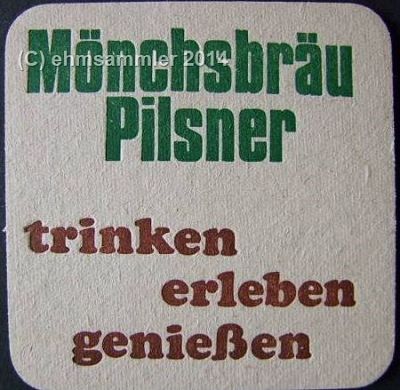 (C) ehmsammler 2014
Mönchsbräu
Pilsner
trinken
erleben
genießen